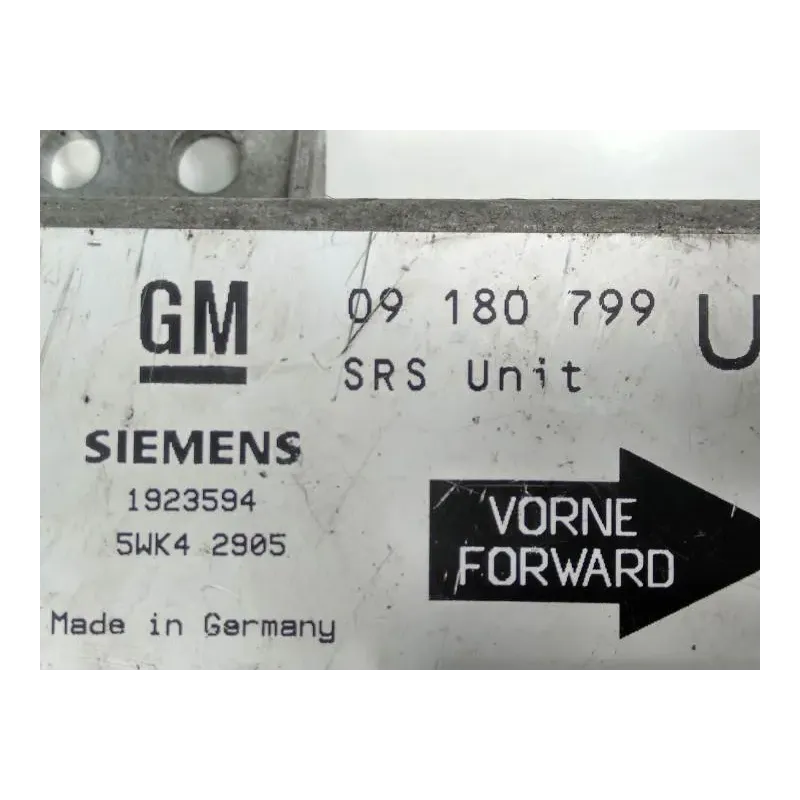 GM 09 180 799 U
SRS Unit
SIEMENS
1923594
5WK4 2905
VORNE
FORWARD
Made in Germany